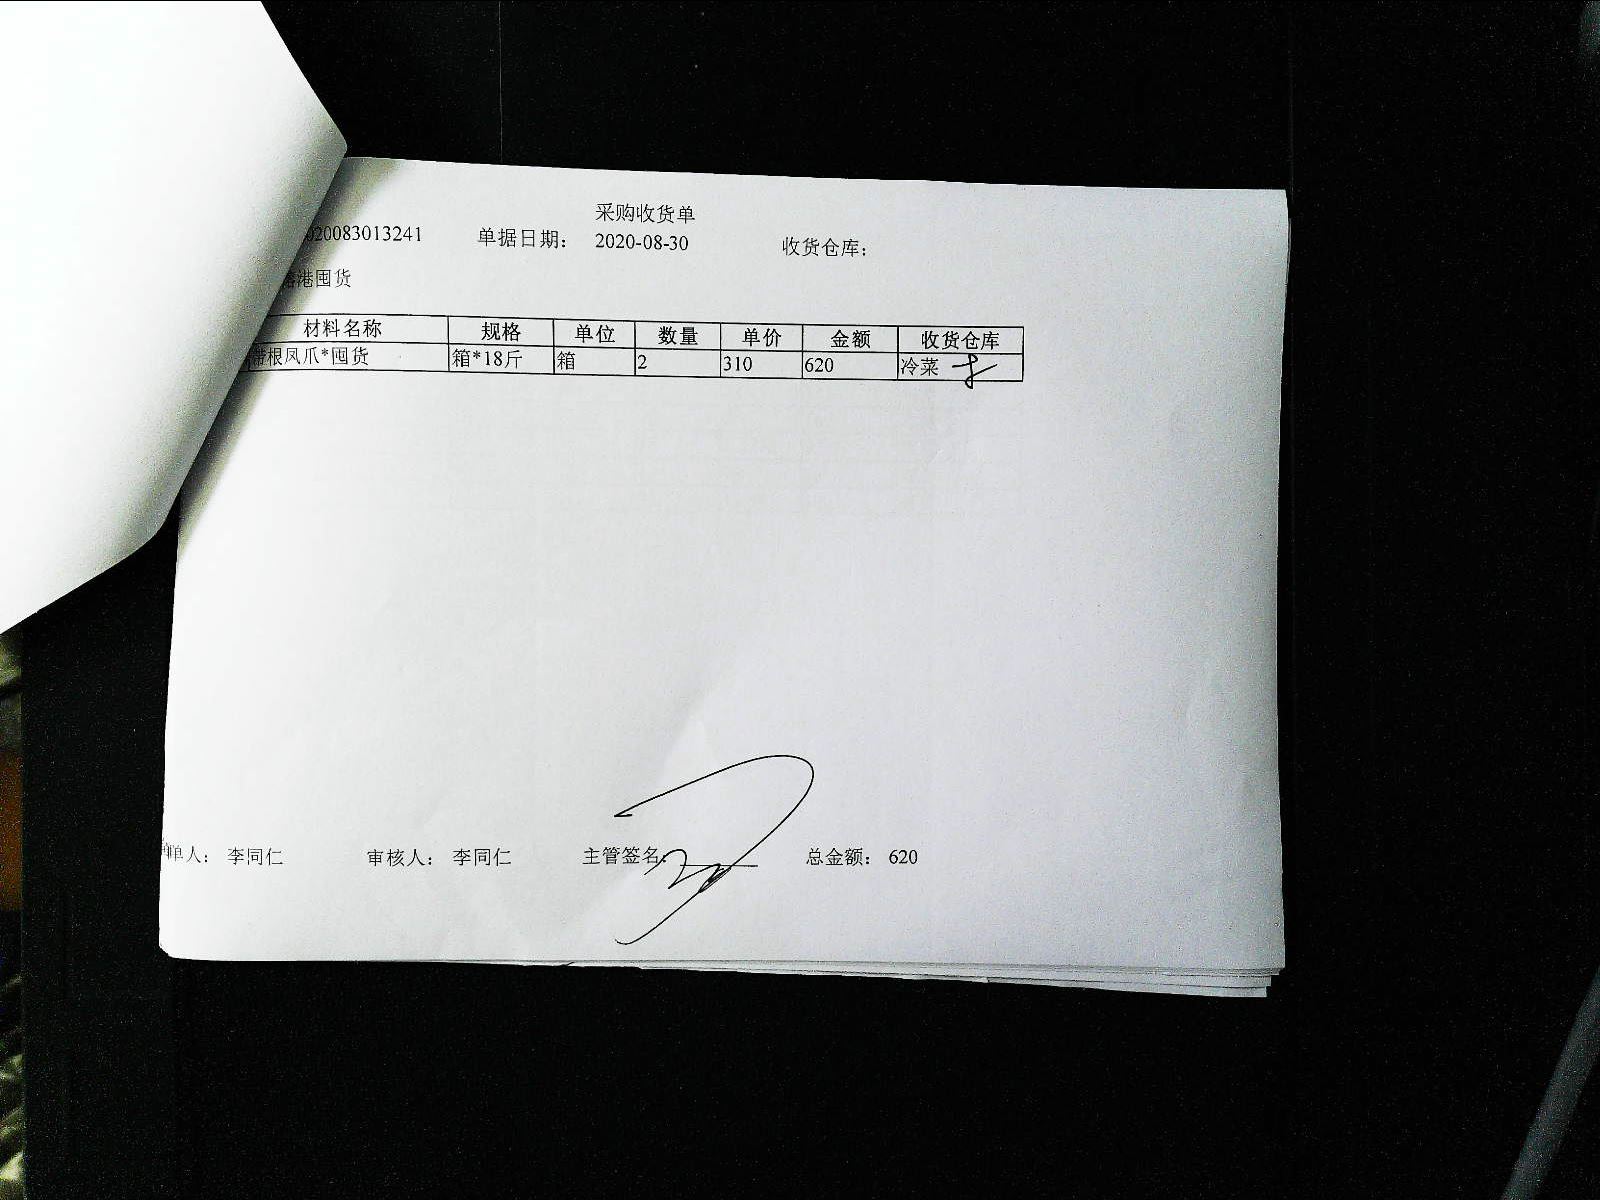 采购收货单
020083013241 单据日期： 2020-08-30 收货仓库：
港囤货
材料名称 规格 单位 数量 单价 金额 收货仓库
带根凤爪*囤货 箱*18斤 箱 2 310 620 冷菜
单人： 李同仁 审核人： 李同仁 主管签名： 总金额： 620